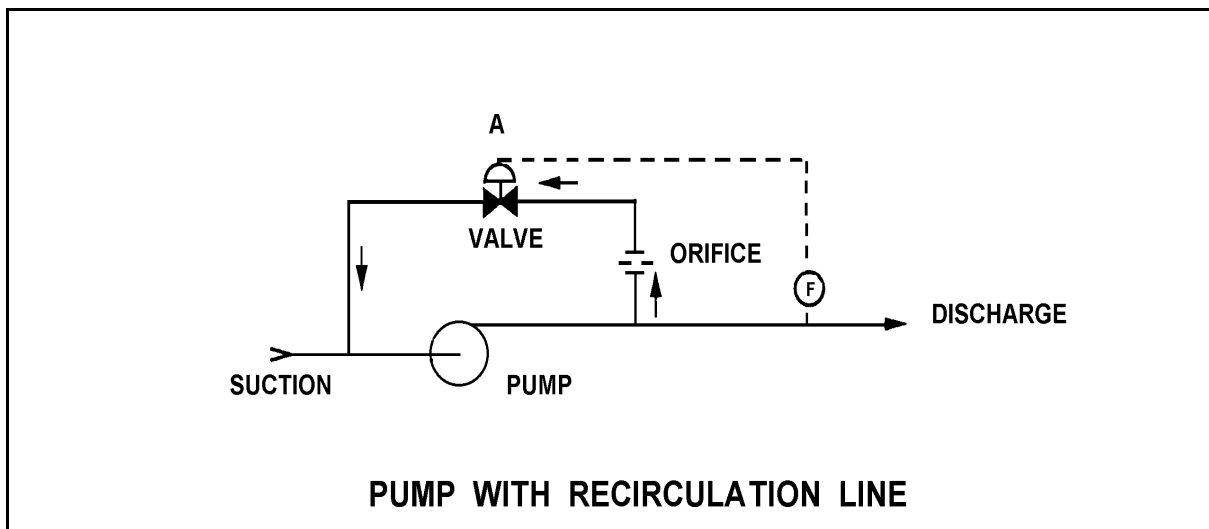 A
VALVE
ORIFICE
F
DISCHARGE
SUCTION
PUMP
PUMP WITH RECIRCULATION LINE